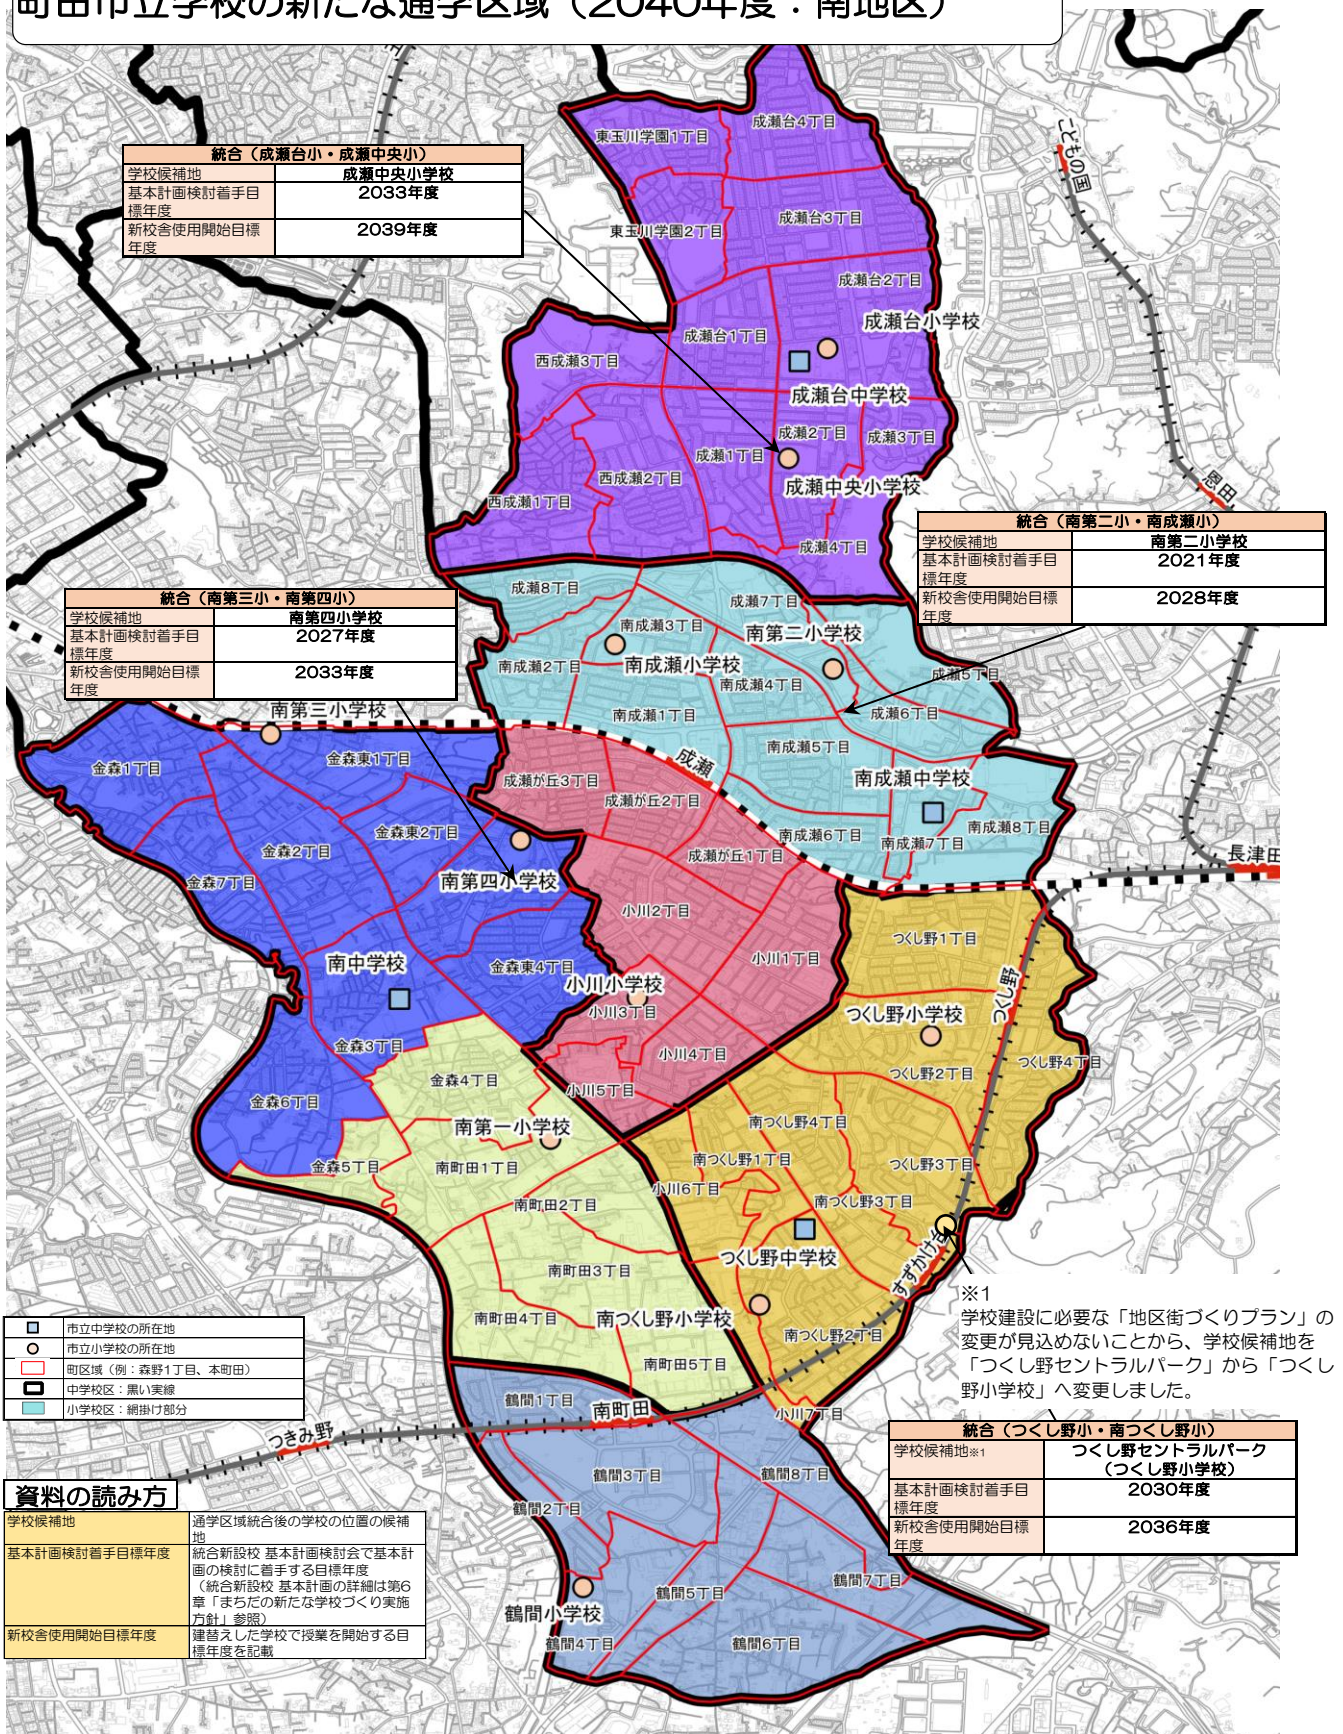 町田市立学校の新たな通学区域（2040年度：南地区）
統合（成瀬台小・成瀬中央小）
学校候補地
成瀬中央小学校
基本計画検討着手目
標年度
2033年度
新校舎使用開始目標
年度
2039年度
東玉川学園1丁目
成瀬台4丁目
東玉川学園2丁目
成瀬台3丁目
成瀬台2丁目
成瀬台小学校
成瀬台1丁目
西成瀬3丁目
成瀬台中学校
成瀬2丁目
成瀬3丁目
成瀬1丁目
西成瀬2丁目
成瀬中央小学校
西成瀬1丁目
成瀬4丁目
こどもの国
恩田
統合（南第二小・南成瀬小）
学校候補地
南第二小学校
基本計画検討着手目
標年度
2021年度
新校舎使用開始目標
年度
2028年度
統合（南第三小・南第四小）
学校候補地
南第四小学校
基本計画検討着手目
標年度
2027年度
新校舎使用開始目標
年度
2033年度
成瀬8丁目
成瀬7丁目
南成瀬3丁目
南第二小学校
南成瀬2丁目
南成瀬小学校
成瀬5丁目
南成瀬4丁目
南成瀬1丁目
成瀬6丁目
南成瀬5丁目
成瀬
南成瀬中学校
南成瀬6丁目
南成瀬7丁目
南成瀬8丁目
長津田
南第三小学校
金森1丁目
金森東1丁目
成瀬が丘3丁目
成瀬が丘2丁目
金森東2丁目
金森2丁目
成瀬が丘1丁目
金森7丁目
南第四小学校
小川2丁目
つくし野1丁目
南中学校
金森東4丁目
小川1丁目
小川小学校
つくし野
小川3丁目
つくし野小学校
金森3丁目
小川4丁目
つくし野4丁目
金森4丁目
小川5丁目
つくし野2丁目
金森6丁目
南第一小学校
南つくし野4丁目
金森5丁目
南町田1丁目
南つくし野1丁目
つくし野3丁目
小川6丁目
南町田2丁目
南つくし野3丁目
つくし野中学校
すずかけ台
南町田3丁目
南町田4丁目
南つくし野小学校
南つくし野2丁目
南町田5丁目
※1
学校建設に必要な「地区街づくりプラン」の
変更が見込めないことから、学校候補地を
「つくし野セントラルパーク」から「つくし
野小学校」へ変更しました。
市立中学校の所在地
市立小学校の所在地
町区域（例：森野1丁目、本町田）
中学校区：黒い実線
小学校区：網掛け部分
つきみ野
鶴間1丁目
南町田
小川7丁目
統合（つくし野小・南つくし野小）
学校候補地※1
つくし野セントラルパーク
（つくし野小学校）
基本計画検討着手目
標年度
2030年度
新校舎使用開始目標
年度
2036年度
鶴間3丁目
鶴間8丁目
鶴間2丁目
鶴間5丁目
鶴間7丁目
鶴間小学校
鶴間4丁目
鶴間6丁目
資料の読み方
学校候補地
通学区域統合後の学校の位置の候補
地
基本計画検討着手目標年度
統合新設校 基本計画検討会で基本計
画の検討に着手する目標年度
（統合新設校 基本計画の詳細は第6
章「まちだの新たな学校づくり実施
方針」参照）
新校舎使用開始目標年度
建替えした学校で授業を開始する目
標年度を記載